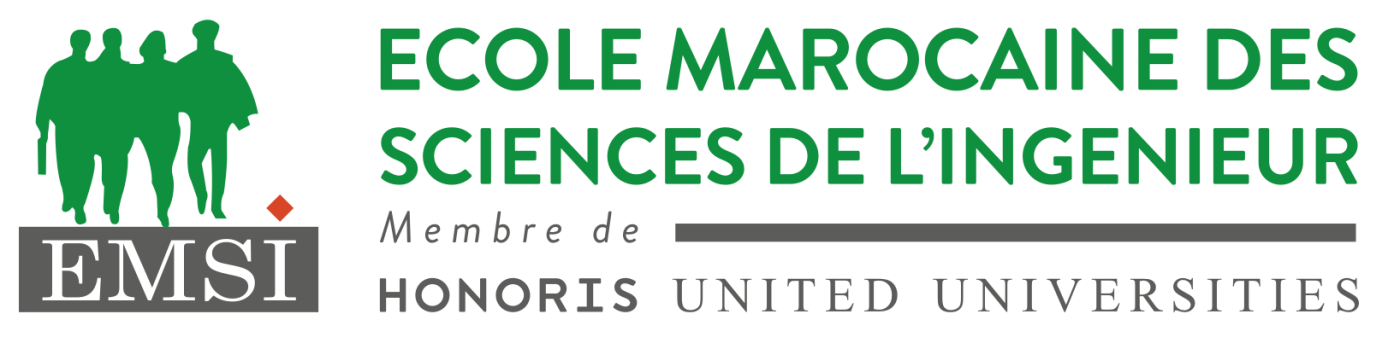 EMSI
ECOLE MAROCAINE DES
SCIENCES DE L'INGENIEUR
Membre de
HONORIS UNITED UNIVERSITIES